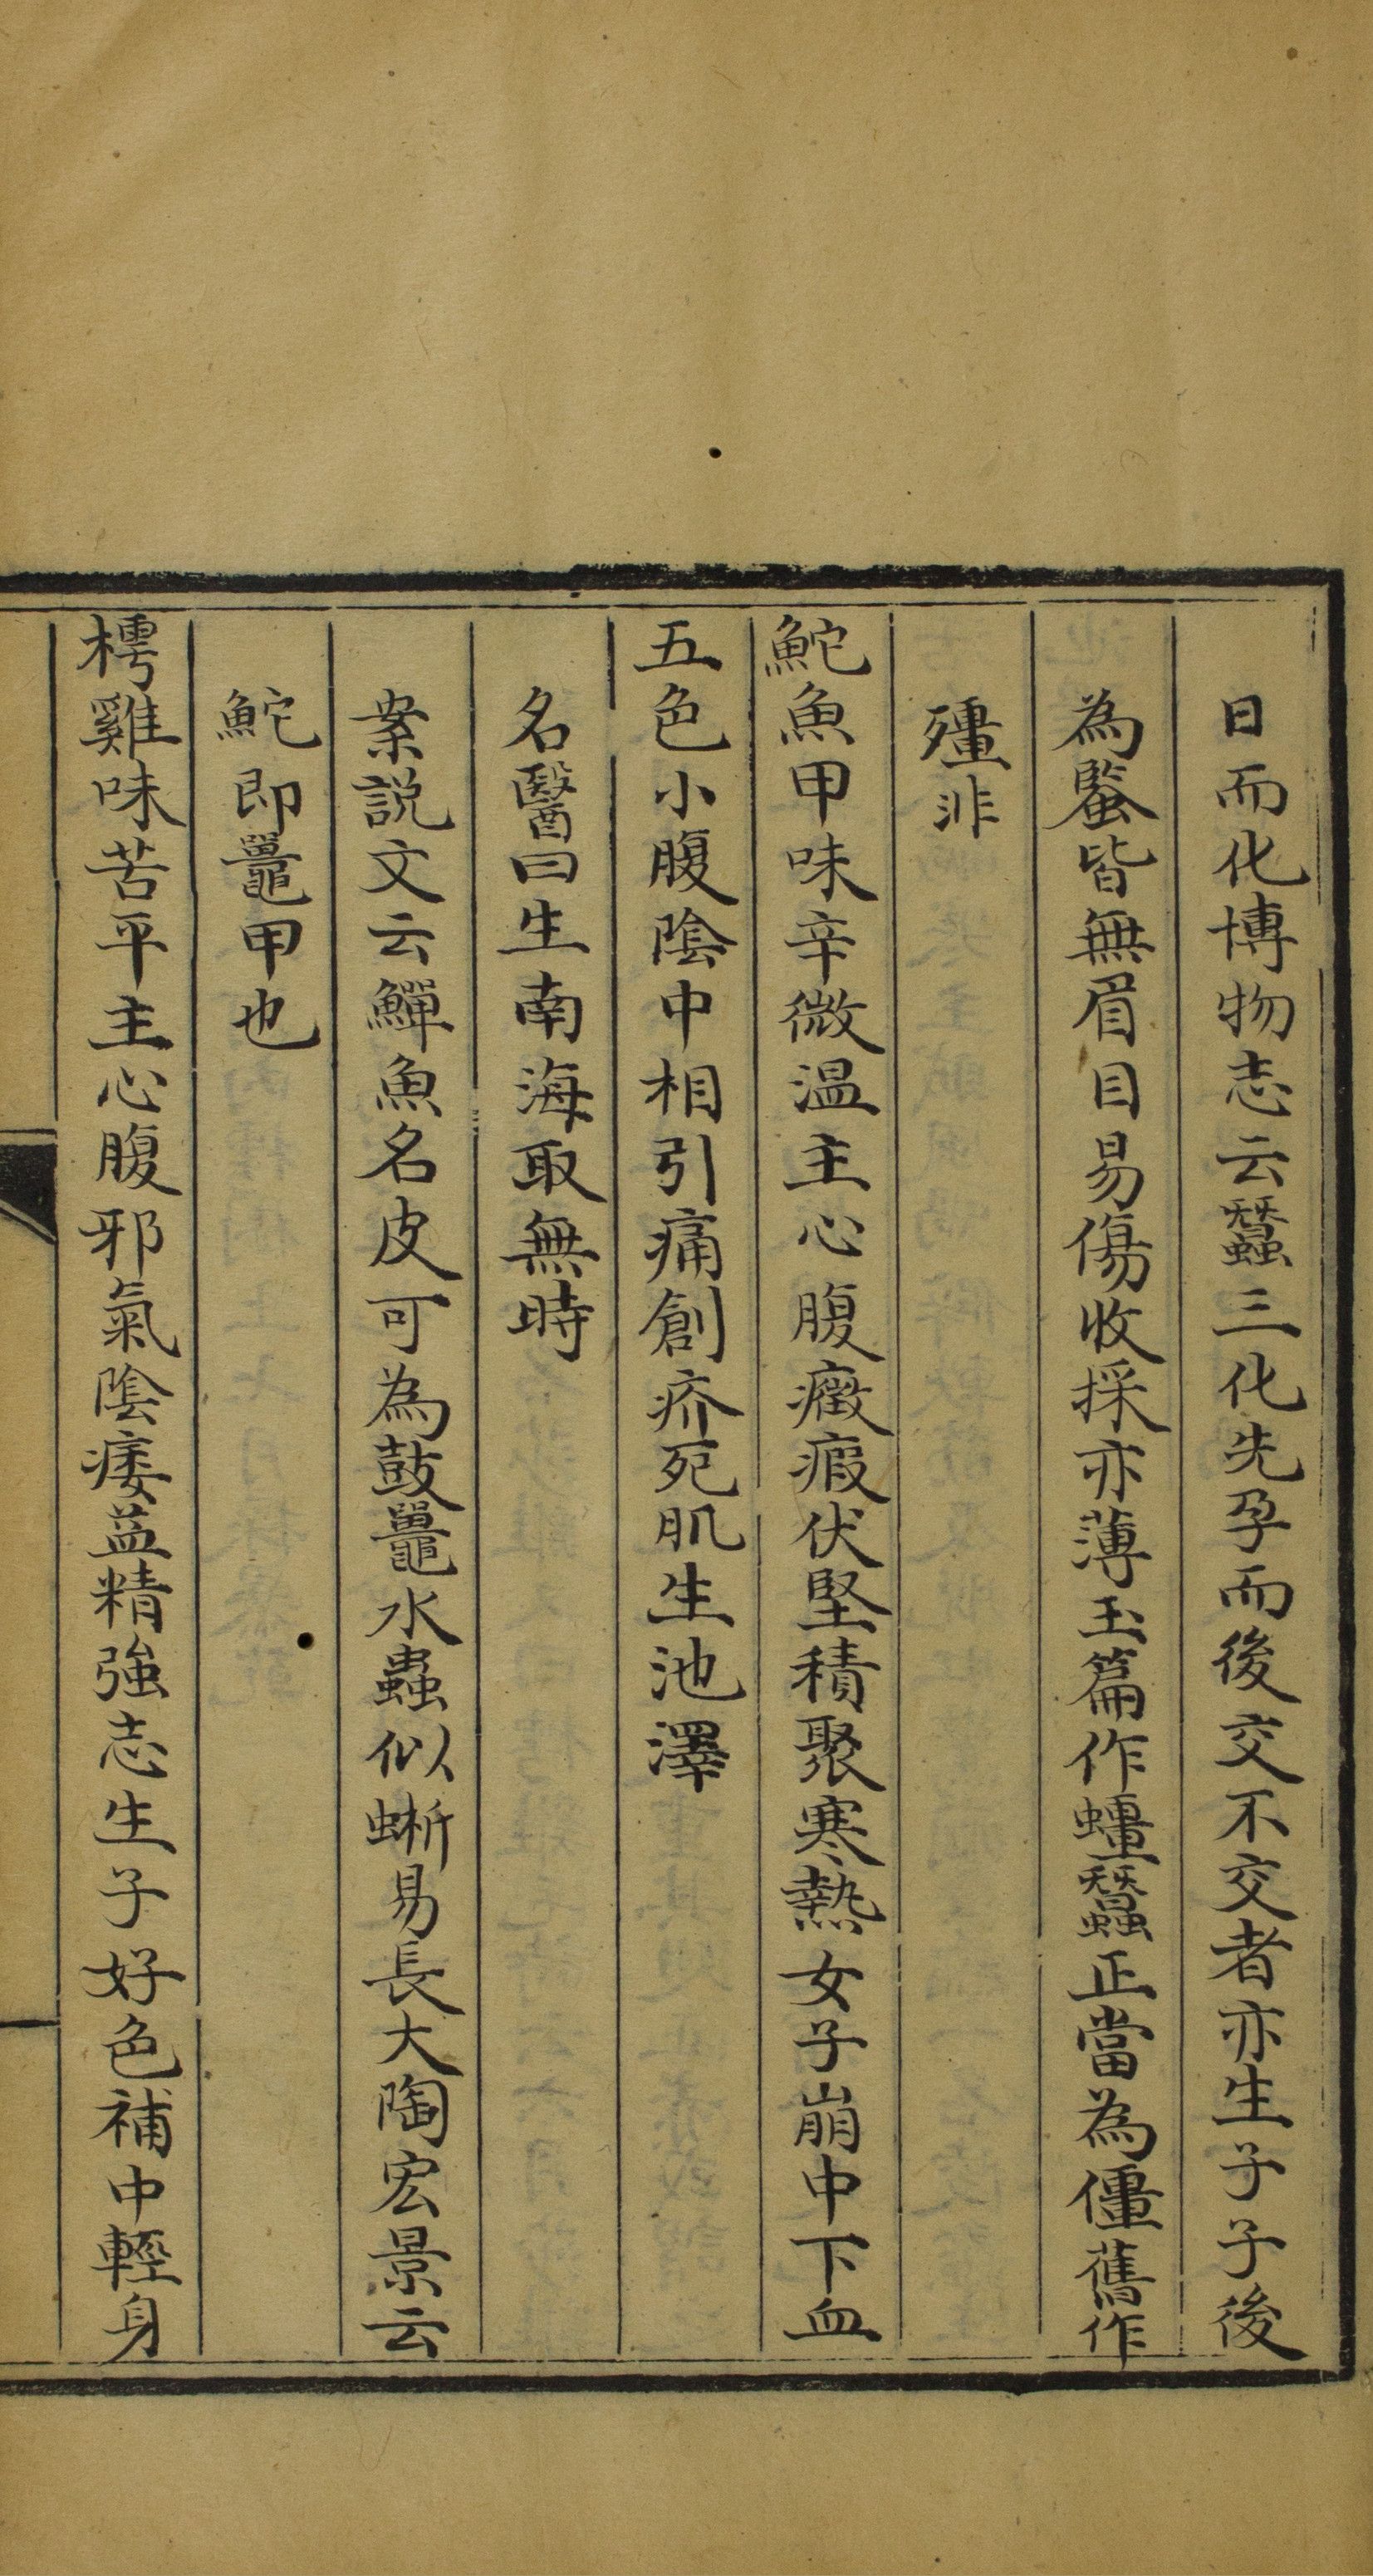 日而化博物志云蠶三化先孕而後交不交者亦生子子後
為䘉皆無眉目易傷收採亦薄玉篇作蠮蠶正當為僵舊作
殭非
鮀魚甲味辛微溫主心腹癥瘕伏堅積聚寒熱女子崩中下血
五色小腹陰中相引痛創疥死肌生池澤
名醫曰生南海取無時
案說文云鱓魚名皮可為鼓鼉水蟲似蜥易長大陶宏景云
鮀即鼉甲也
樗雞味苦平主心腹邪氣陰痿益精強志生子好色補中輕身